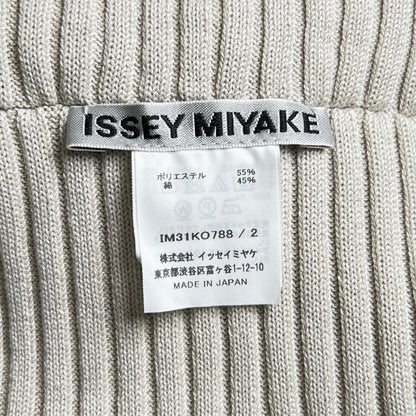 ISSEY MIYAKE
ポリエステル 55%
綿 45%
IM31KO788 / 2
株式会社 イッセイミヤケ
東京都渋谷区富ヶ谷1-12-10
MADE IN JAPAN